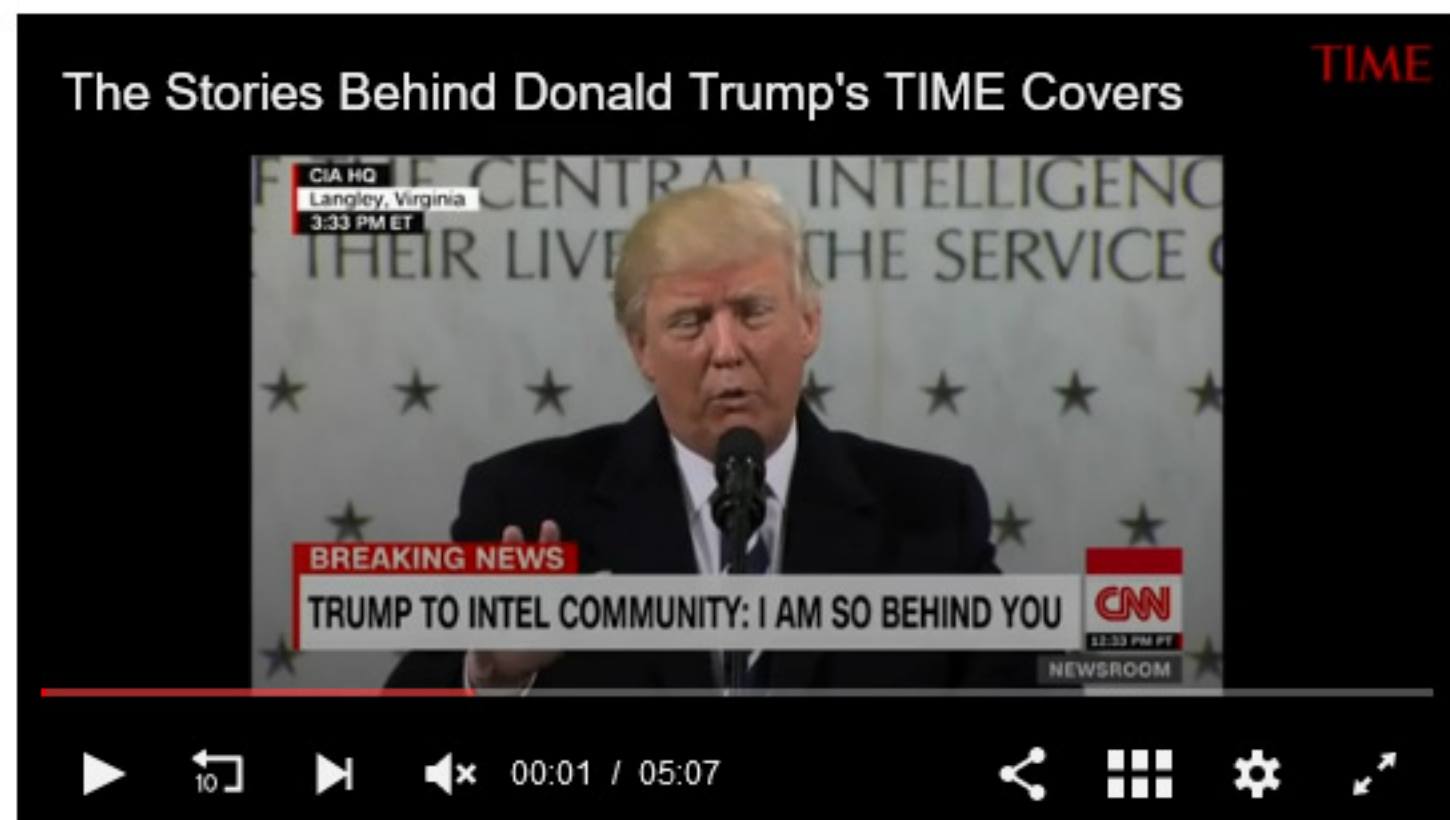 The Stories Behind Donald Trump's TIME Covers
TIME
CIA HQ
Langley, Virginia
3:33 PM ET
F THE CENTRAL INTELLIGENC
THEIR LIVE THE SERVICE
BREAKING NEWS
TRUMP TO INTEL COMMUNITY: I AM SO BEHIND YOU
CNN
12:33 PM PT
NEWSROOM
10
00:01 / 05:07